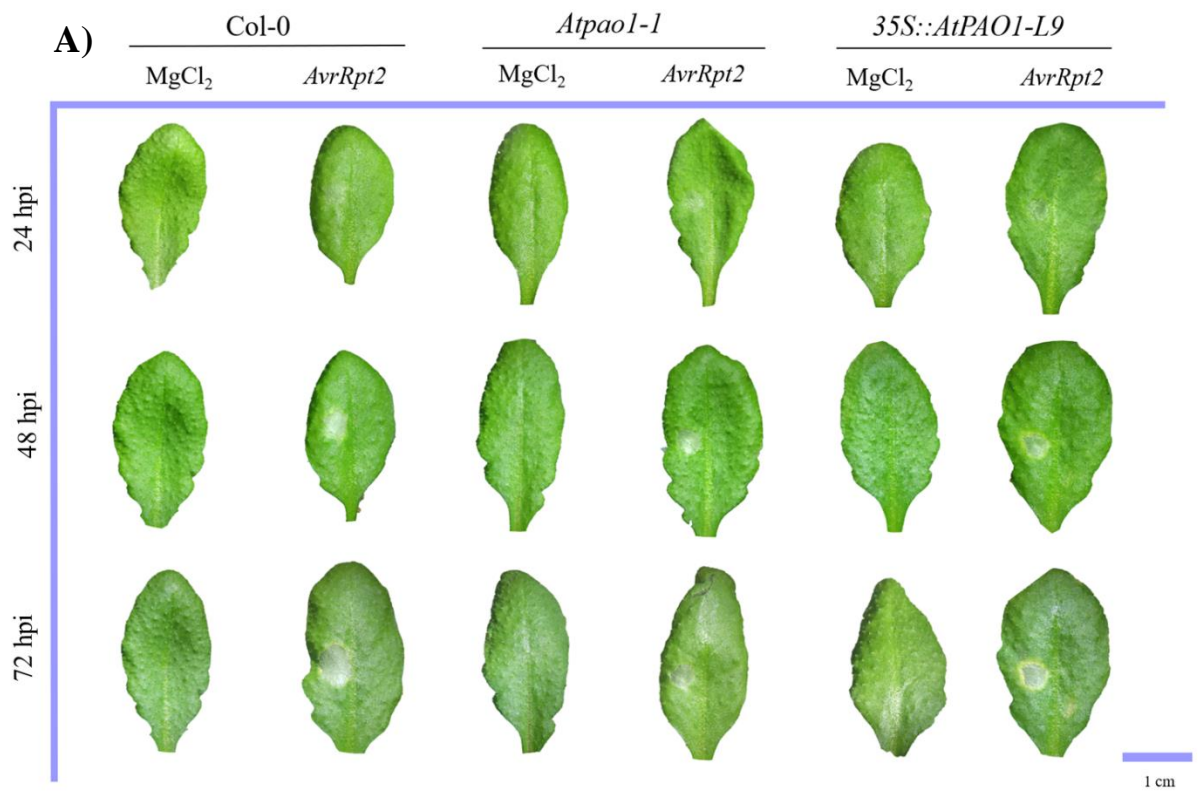 A)
Col-0 Atpao1-1 35S::AtPAO1-L9
MgCl₂ AvrRpt2 MgCl₂ AvrRpt2 MgCl₂ AvrRpt2
24 hpi
48 hpi
72 hpi
1 cm